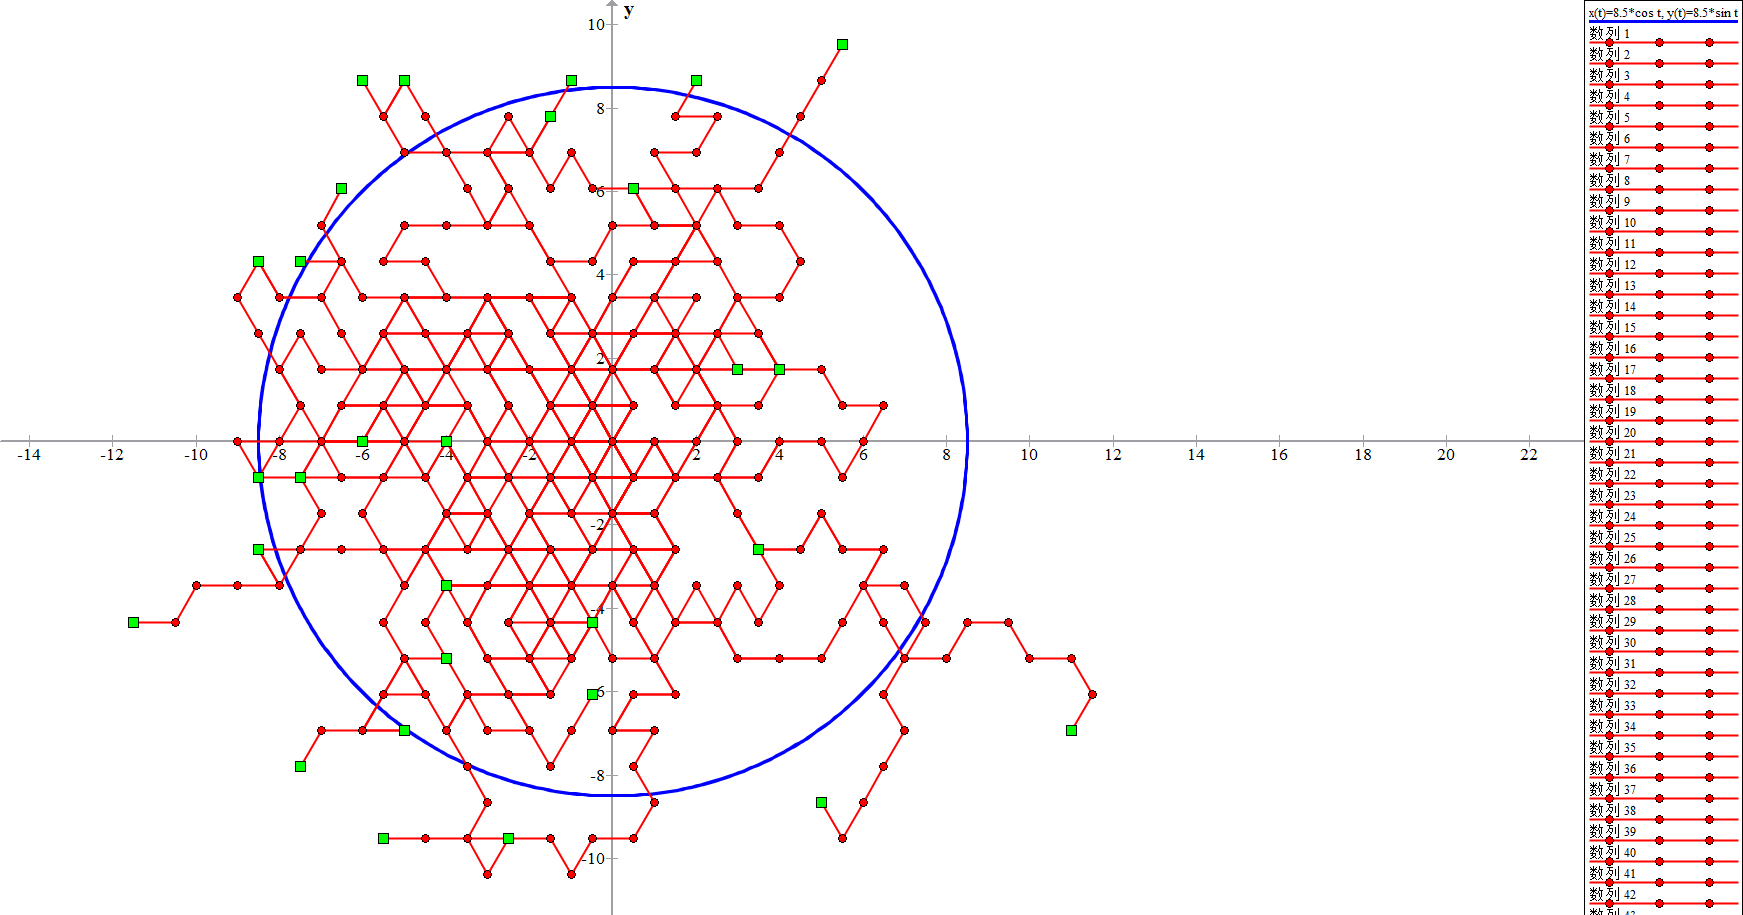 y
10
8
6
4
2
-14 -12 -10 -8 -6 -4 -2 2 4 6 8 10 12 14 16 18 20 22
-2
-4
-6
-8
-10
x(t)=8.5*cos t, y(t)=8.5*sin t
数列 1
数列 2
数列 3
数列 4
数列 5
数列 6
数列 7
数列 8
数列 9
数列 10
数列 11
数列 12
数列 13
数列 14
数列 15
数列 16
数列 17
数列 18
数列 19
数列 20
数列 21
数列 22
数列 23
数列 24
数列 25
数列 26
数列 27
数列 28
数列 29
数列 30
数列 31
数列 32
数列 33
数列 34
数列 35
数列 36
数列 37
数列 38
数列 39
数列 40
数列 41
数列 42